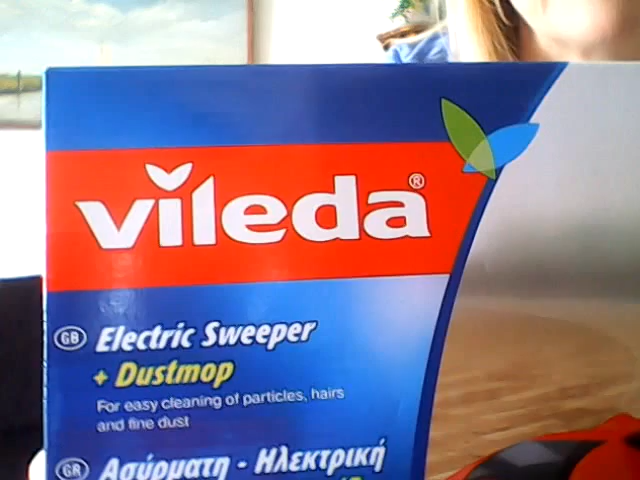 vileda®
GB Electric Sweeper
+ Dustmop
For easy cleaning of particles, hairs
and fine dust
GR Ασύρματη - Ηλεκτρική